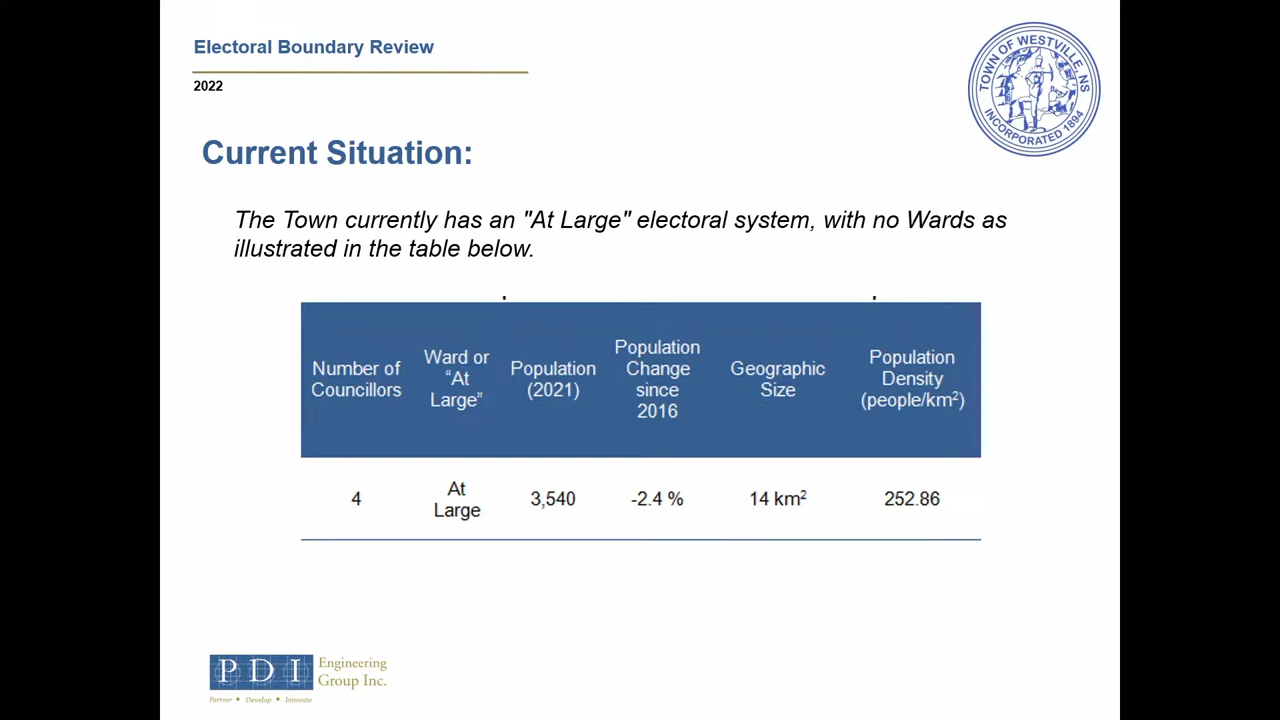 Electoral Boundary Review
2022
TOWN OF WESTVILLE, NS
INCORPORATED 1894
Current Situation:
The Town currently has an "At Large" electoral system, with no Wards as
illustrated in the table below.
Number of
Councillors
Ward or
“At
Large”
Population
(2021)
Population
Change
since
2016
Geographic
Size
Population
Density
(people/km²)
4
At
Large
3,540
-2.4 %
14 km²
252.86
PDI
Engineering
Group Inc.
Partner • Develop • Innovate